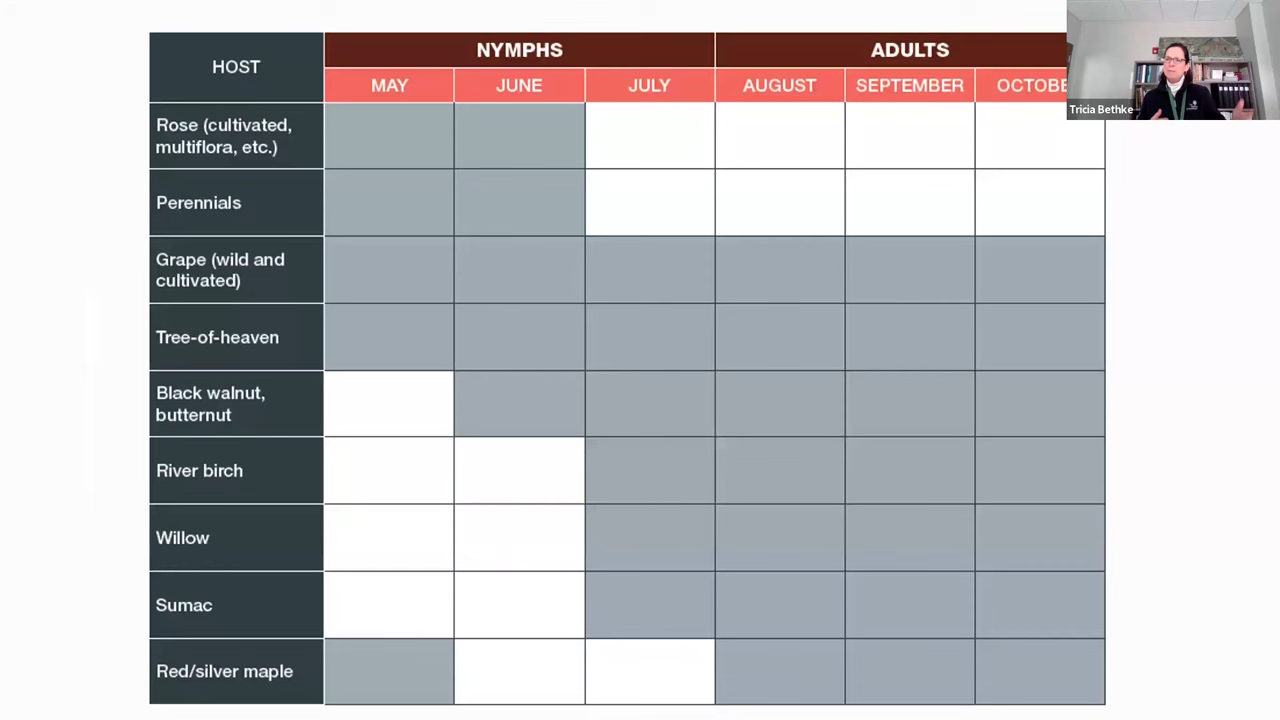 HOST
NYMPHS
ADULTS
MAY
JUNE
JULY
AUGUST
SEPTEMBER
OCTOBE
Tricia Bethke
Rose (cultivated,
multiflora, etc.)
Perennials
Grape (wild and
cultivated)
Tree-of-heaven
Black walnut,
butternut
River birch
Willow
Sumac
Red/silver maple